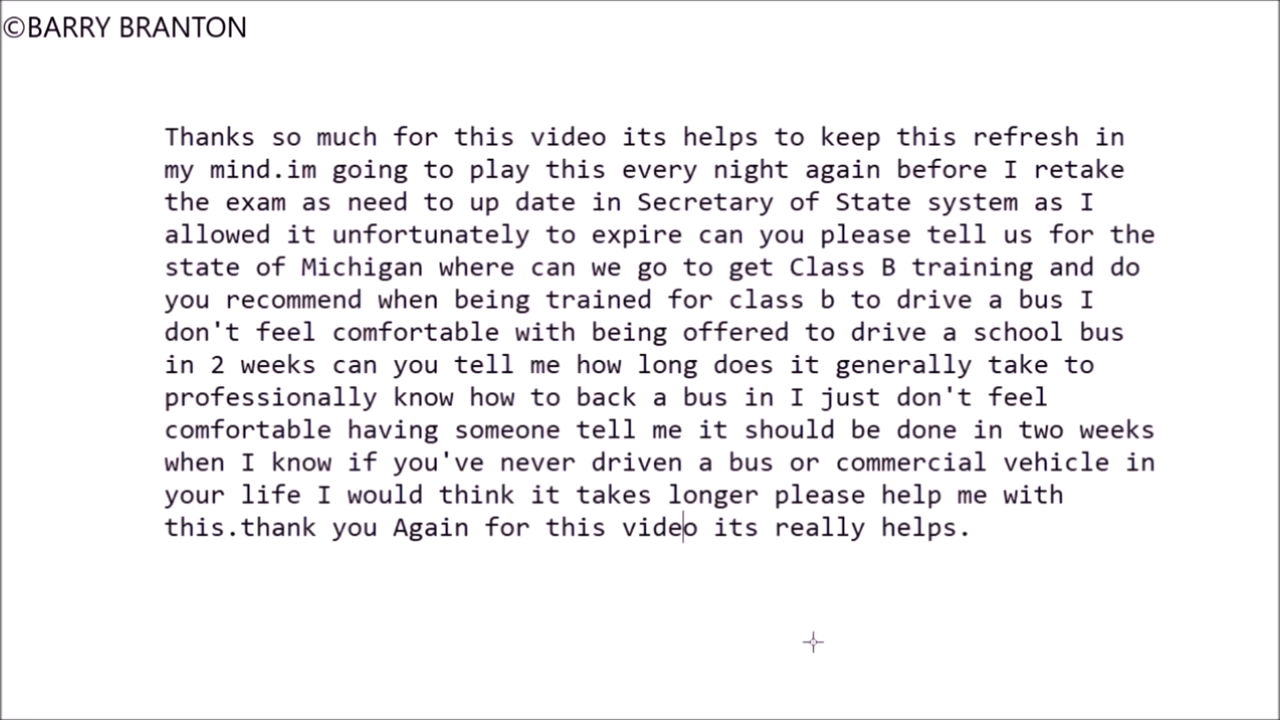 ©BARRY BRANTON
Thanks so much for this video its helps to keep this refresh in
my mind.im going to play this every night again before I retake
the exam as need to up date in Secretary of State system as I
allowed it unfortunately to expire can you please tell us for the
state of Michigan where can we go to get Class B training and do
you recommend when being trained for class b to drive a bus I
don't feel comfortable with being offered to drive a school bus
in 2 weeks can you tell me how long does it generally take to
professionally know how to back a bus in I just don't feel
comfortable having someone tell me it should be done in two weeks
when I know if you've never driven a bus or commercial vehicle in
your life I would think it takes longer please help me with
this.thank you Again for this video its really helps.